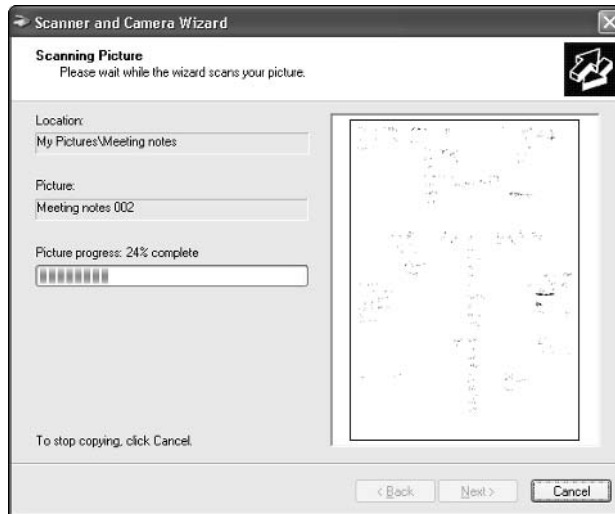 Scanner and Camera Wizard
Scanning Picture
Please wait while the wizard scans your picture.
Location:
My Pictures\Meeting notes
Picture:
Meeting notes 002
Picture progress: 24% complete
To stop copying, click Cancel.
< Back
Next >
Cancel